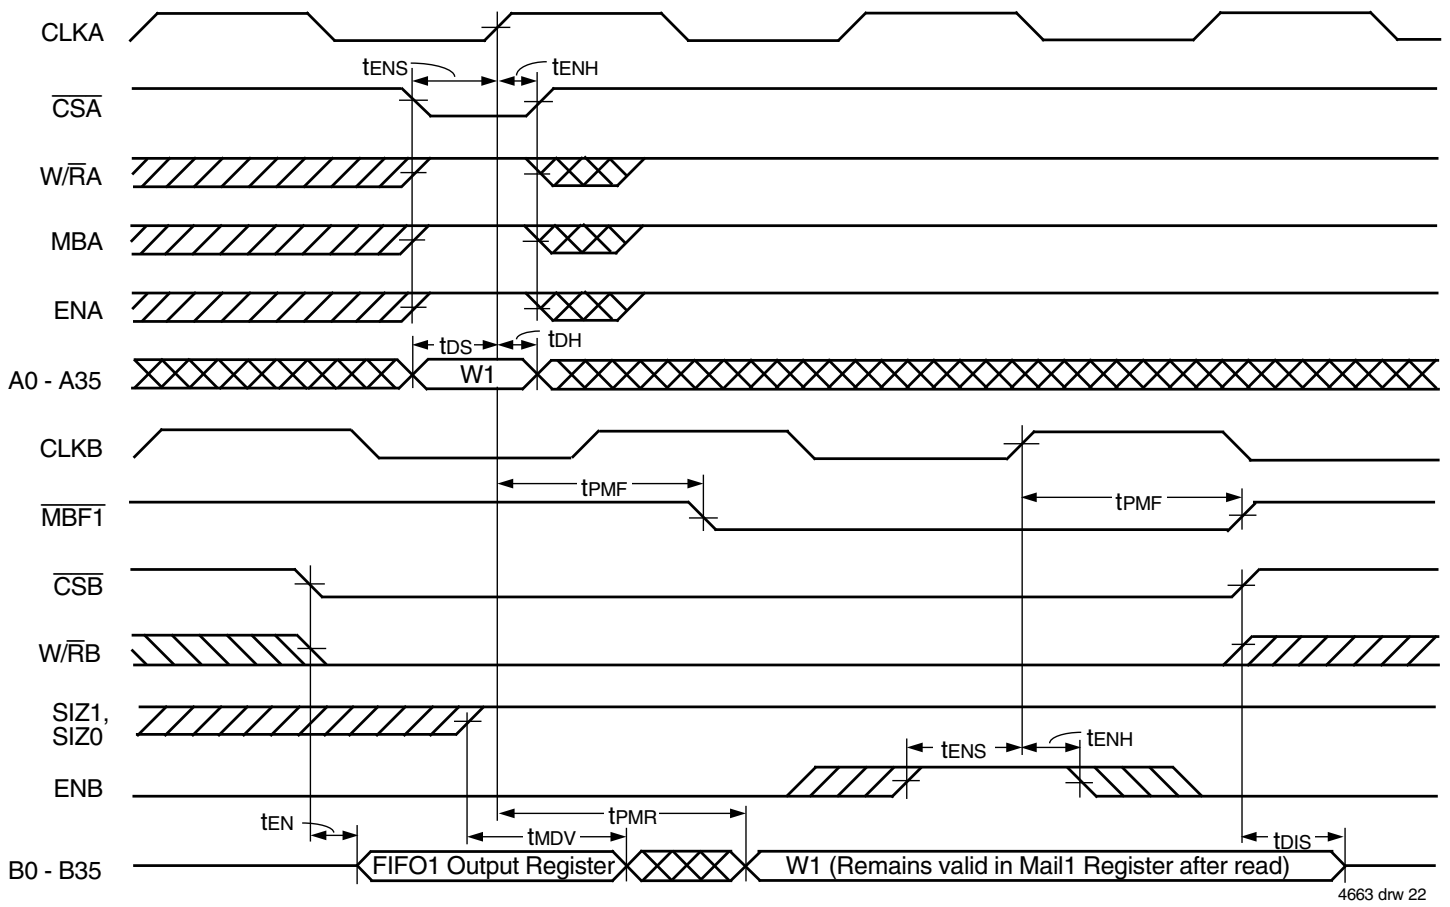 CLKA
tENS
tENH
CSA
W/RA
MBA
ENA
tDS
tDH
A0 - A35
W1
CLKB
tPMF
tPMF
MBF1
CSB
W/RB
SIZ1,
SIZ0
tENS
tENH
ENB
tEN
tPMR
tMDV
tDIS
B0 - B35
FIFO1 Output Register
W1 (Remains valid in Mail1 Register after read)
4663 drw 22